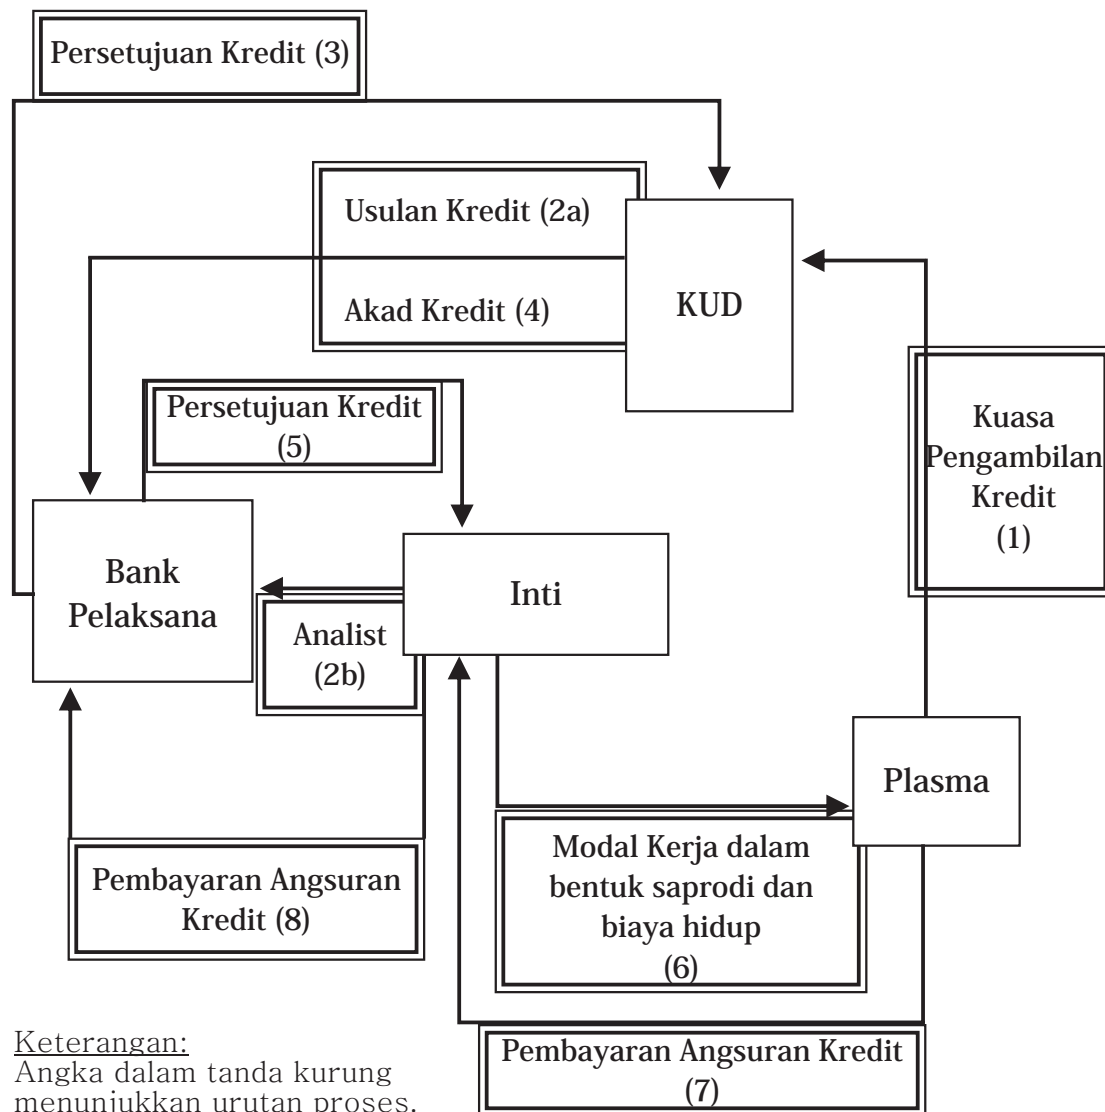 Persetujuan Kredit (3)
Usulan Kredit (2a)
Akad Kredit (4)
KUD
Kuasa
Pengambilan
Kredit
(1)
Persetujuan Kredit
(5)
Bank
Pelaksana
Inti
Analist
(2b)
Plasma
Modal Kerja dalam
bentuk saprodi dan
biaya hidup
(6)
Pembayaran Angsuran
Kredit (8)
Pembayaran Angsuran Kredit
(7)
Keterangan:
Angka dalam tanda kurung
menunjukkan urutan proses.